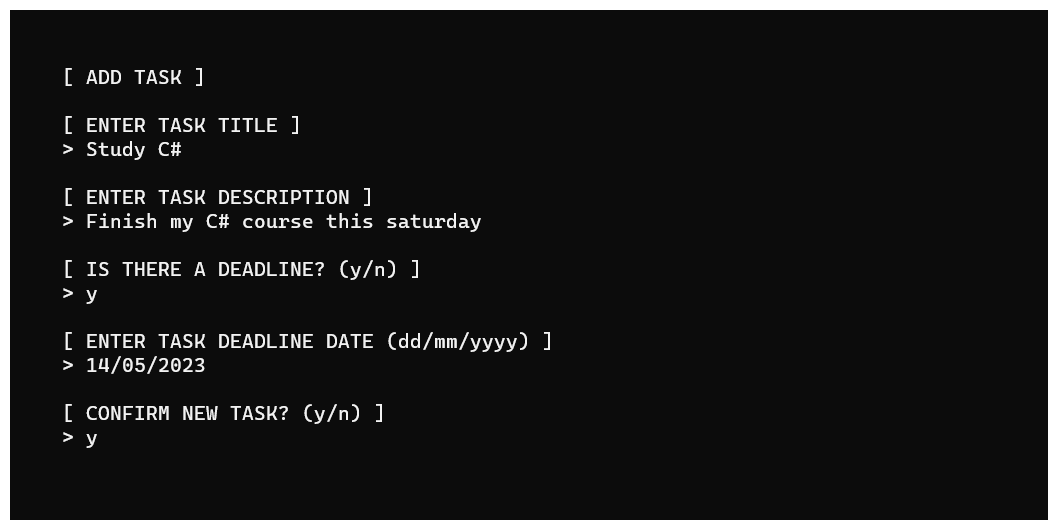 [ ADD TASK ]
[ ENTER TASK TITLE ]
> Study C#
[ ENTER TASK DESCRIPTION ]
> Finish my C# course this saturday
[ IS THERE A DEADLINE? (y/n) ]
> y
[ ENTER TASK DEADLINE DATE (dd/mm/yyyy) ]
> 14/05/2023
[ CONFIRM NEW TASK? (y/n) ]
> y